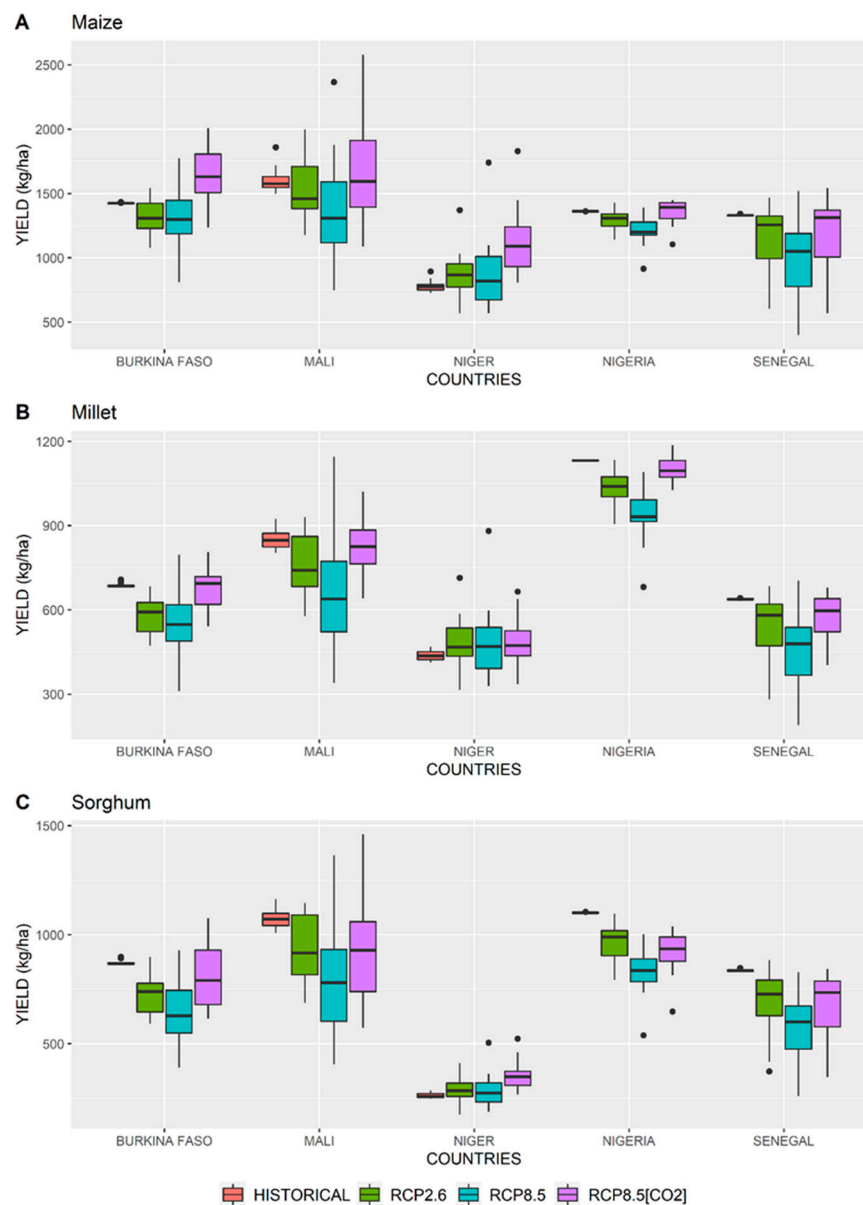 A Maize
2500
2000
1500
1000
500
YIELD (kg/ha)
BURKINA FASO MALI NIGER NIGERIA SENEGAL
COUNTRIES
B Millet
1200
900
600
300
YIELD (kg/ha)
BURKINA FASO MALI NIGER NIGERIA SENEGAL
COUNTRIES
C Sorghum
1500
1000
500
YIELD (kg/ha)
BURKINA FASO MALI NIGER NIGERIA SENEGAL
COUNTRIES
HISTORICAL RCP2.6 RCP8.5 RCP8.5[CO2]